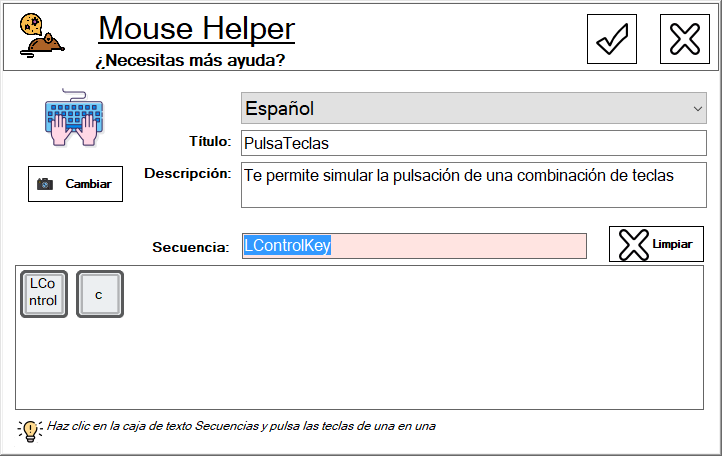 Mouse Helper
¿Necesitas más ayuda?
Español
Título: PulsaTeclas
Cambiar
Descripción: Te permite simular la pulsación de una combinación de teclas
Secuencia: LControlKey
Limpiar
LCo
ntrol
c
Haz clic en la caja de texto Secuencias y pulsa las teclas de una en una